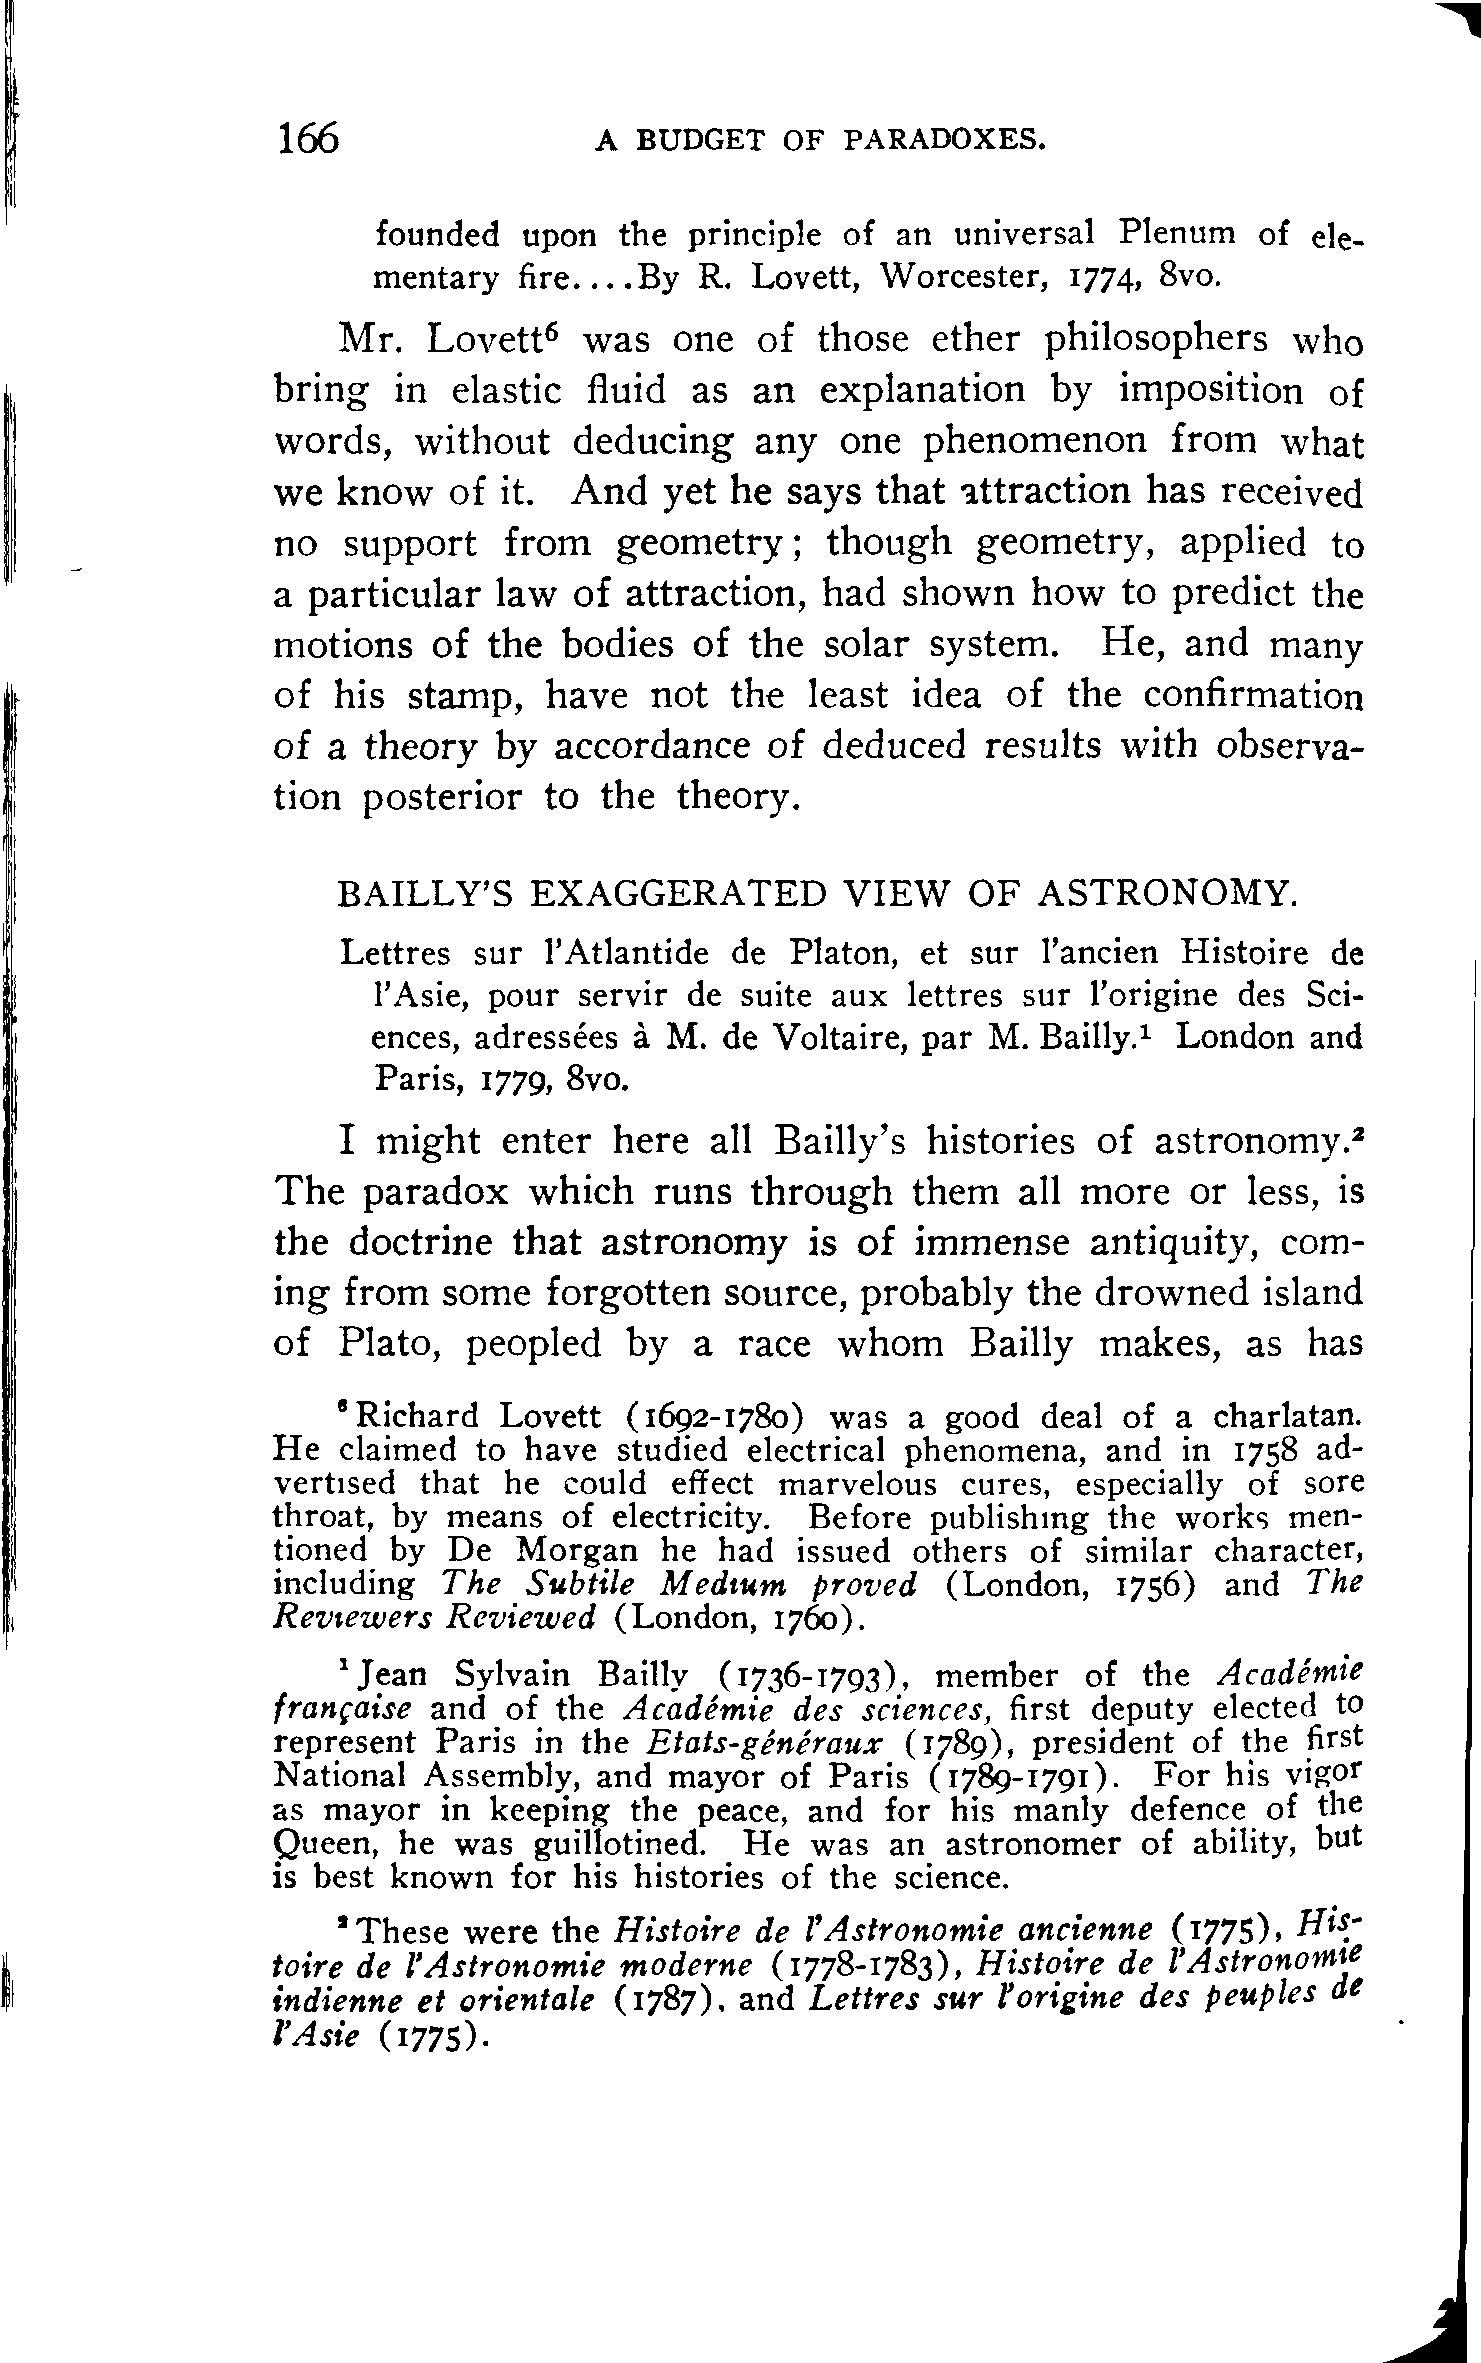 166 A BUDGET OF PARADOXES.
founded upon the principle of an universal Plenum of ele-
mentary fire....By R. Lovett, Worcester, 1774, 8vo.
Mr. Lovett⁶ was one of those ether philosophers who
bring in elastic fluid as an explanation by imposition of
words, without deducing any one phenomenon from what
we know of it. And yet he says that attraction has received
no support from geometry; though geometry, applied to
a particular law of attraction, had shown how to predict the
motions of the bodies of the solar system. He, and many
of his stamp, have not the least idea of the confirmation
of a theory by accordance of deduced results with observa-
tion posterior to the theory.
BAILLY'S EXAGGERATED VIEW OF ASTRONOMY.
Lettres sur l'Atlantide de Platon, et sur l'ancien Histoire de
l'Asie, pour servir de suite aux lettres sur l'origine des Sci-
ences, adressées à M. de Voltaire, par M. Bailly.¹ London and
Paris, 1779, 8vo.
I might enter here all Bailly's histories of astronomy.²
The paradox which runs through them all more or less, is
the doctrine that astronomy is of immense antiquity, com-
ing from some forgotten source, probably the drowned island
of Plato, peopled by a race whom Bailly makes, as has
⁶ Richard Lovett (1692-1780) was a good deal of a charlatan.
He claimed to have studied electrical phenomena, and in 1758 ad-
vertised that he could effect marvelous cures, especially of sore
throat, by means of electricity. Before publishing the works men-
tioned by De Morgan he had issued others of similar character,
including The Subtile Medium proved (London, 1756) and The
Reviewers Reviewed (London, 1760).
¹ Jean Sylvain Bailly (1736-1793), member of the Académie
française and of the Académie des sciences, first deputy elected to
represent Paris in the Etats-généraux (1789), president of the first
National Assembly, and mayor of Paris (1789-1791). For his vigor
as mayor in keeping the peace, and for his manly defence of the
Queen, he was guillotined. He was an astronomer of ability, but
is best known for his histories of the science.
² These were the Histoire de l'Astronomie ancienne (1775), His-
toire de l'Astronomie moderne (1778-1783), Histoire de l'Astronomie
indienne et orientale (1787), and Lettres sur l'origine des peuples de
l'Asie (1775).